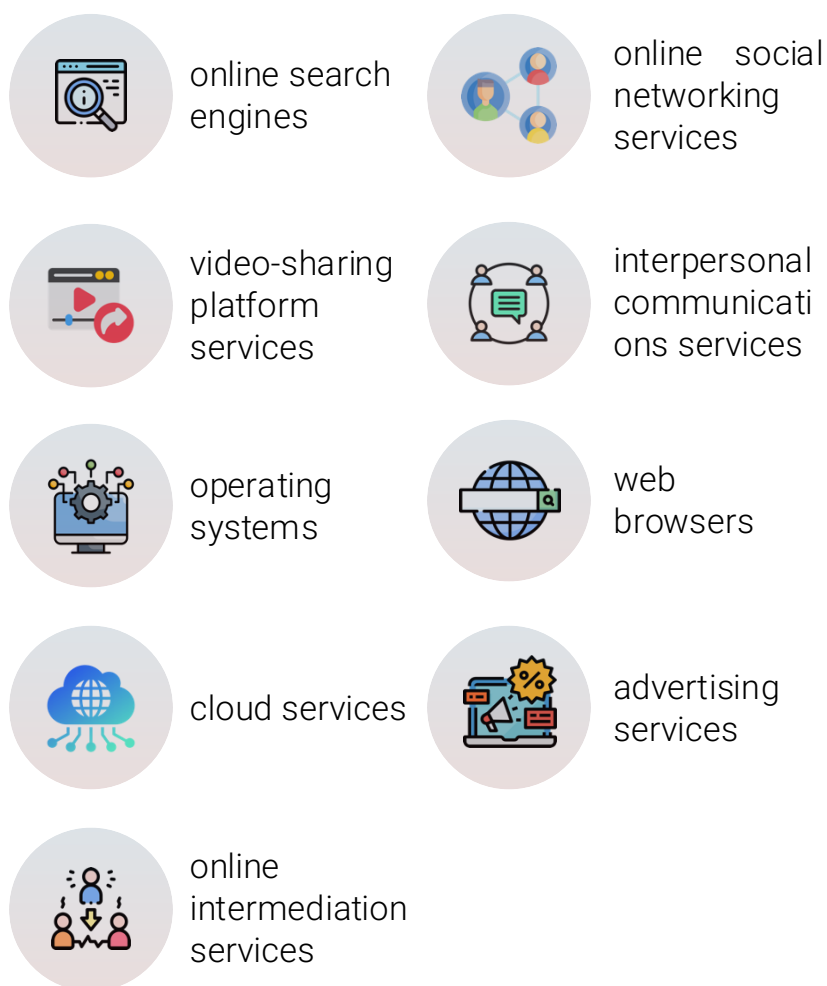 online search
engines
online social
networking
services
video-sharing
platform
services
interpersonal
communicati
ons services
operating
systems
web
browsers
cloud services
advertising
services
online
intermediation
services